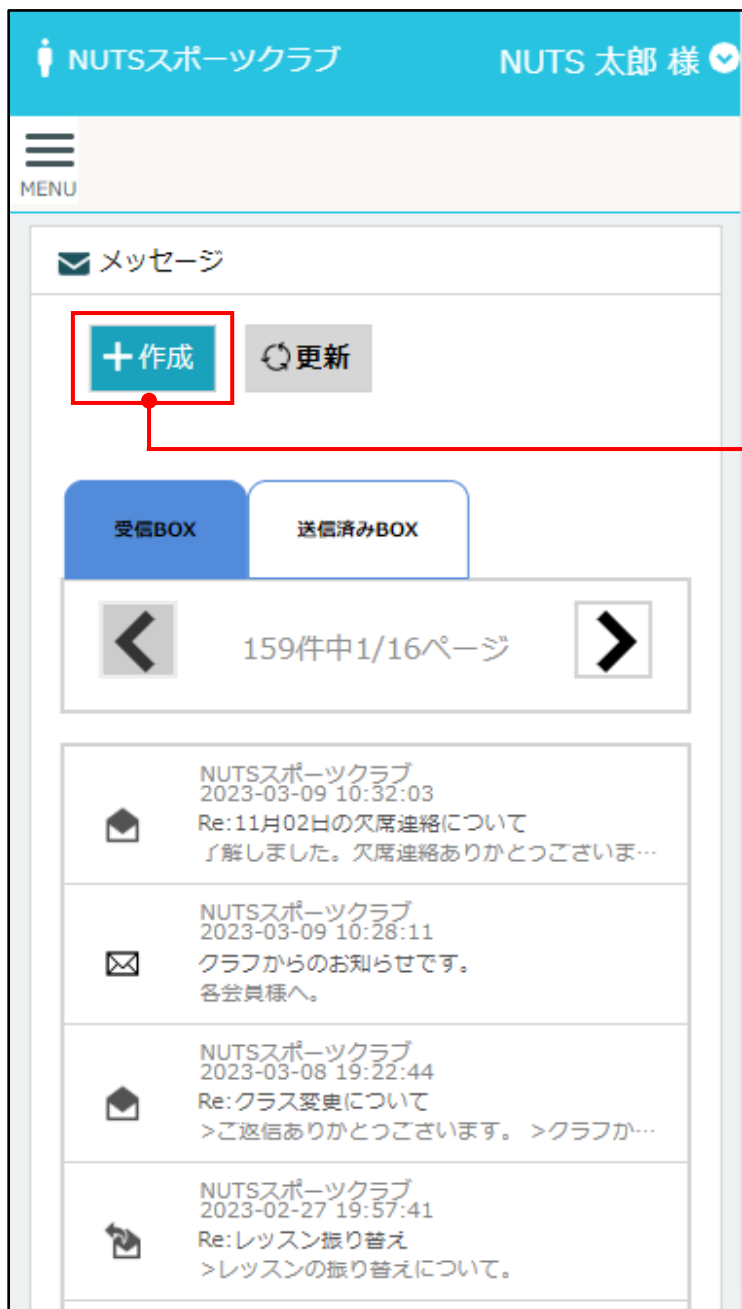 NUTSスポーツクラブ NUTS 太郎 様
MENU
メッセージ
作成 更新
受信BOX 送信済みBOX
159件中1/16ページ
NUTSスポーツクラブ
2023-03-09 10:32:03
Re:11月02日の欠席連絡について
了解しました。欠席連絡ありがとうございま…
NUTSスポーツクラブ
2023-03-09 10:28:11
クラブからのお知らせです。
各会員様へ。
NUTSスポーツクラブ
2023-03-08 19:22:44
Re:クラス変更について
>ご返信ありがとうございます。 >クラブか…
NUTSスポーツクラブ
2023-02-27 19:57:41
Re:レッスン振り替え
>レッスンの振り替えについて。